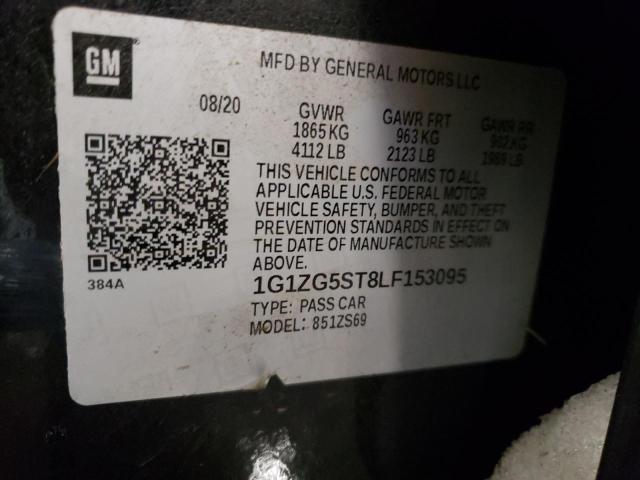 GM
MFD BY GENERAL MOTORS LLC
08/20
GVWR
1865 KG
4112 LB
GAWR FRT
963 KG
2123 LB
GAWR RR
902 KG
1989 LB
THIS VEHICLE CONFORMS TO ALL
APPLICABLE U.S. FEDERAL MOTOR
VEHICLE SAFETY, BUMPER, AND THEFT
PREVENTION STANDARDS IN EFFECT ON
THE DATE OF MANUFACTURE SHOWN
ABOVE.
384A
1G1ZG5ST8LF153095
TYPE: PASS CAR
MODEL: 851ZS69